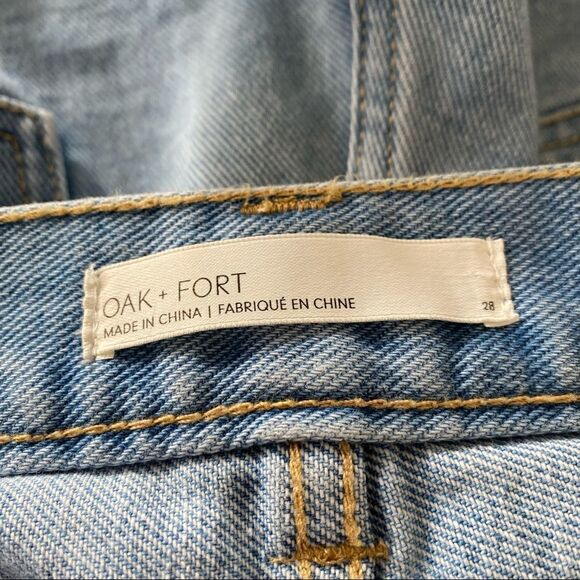 OAK + FORT
MADE IN CHINA | FABRIQUÉ EN CHINE
28